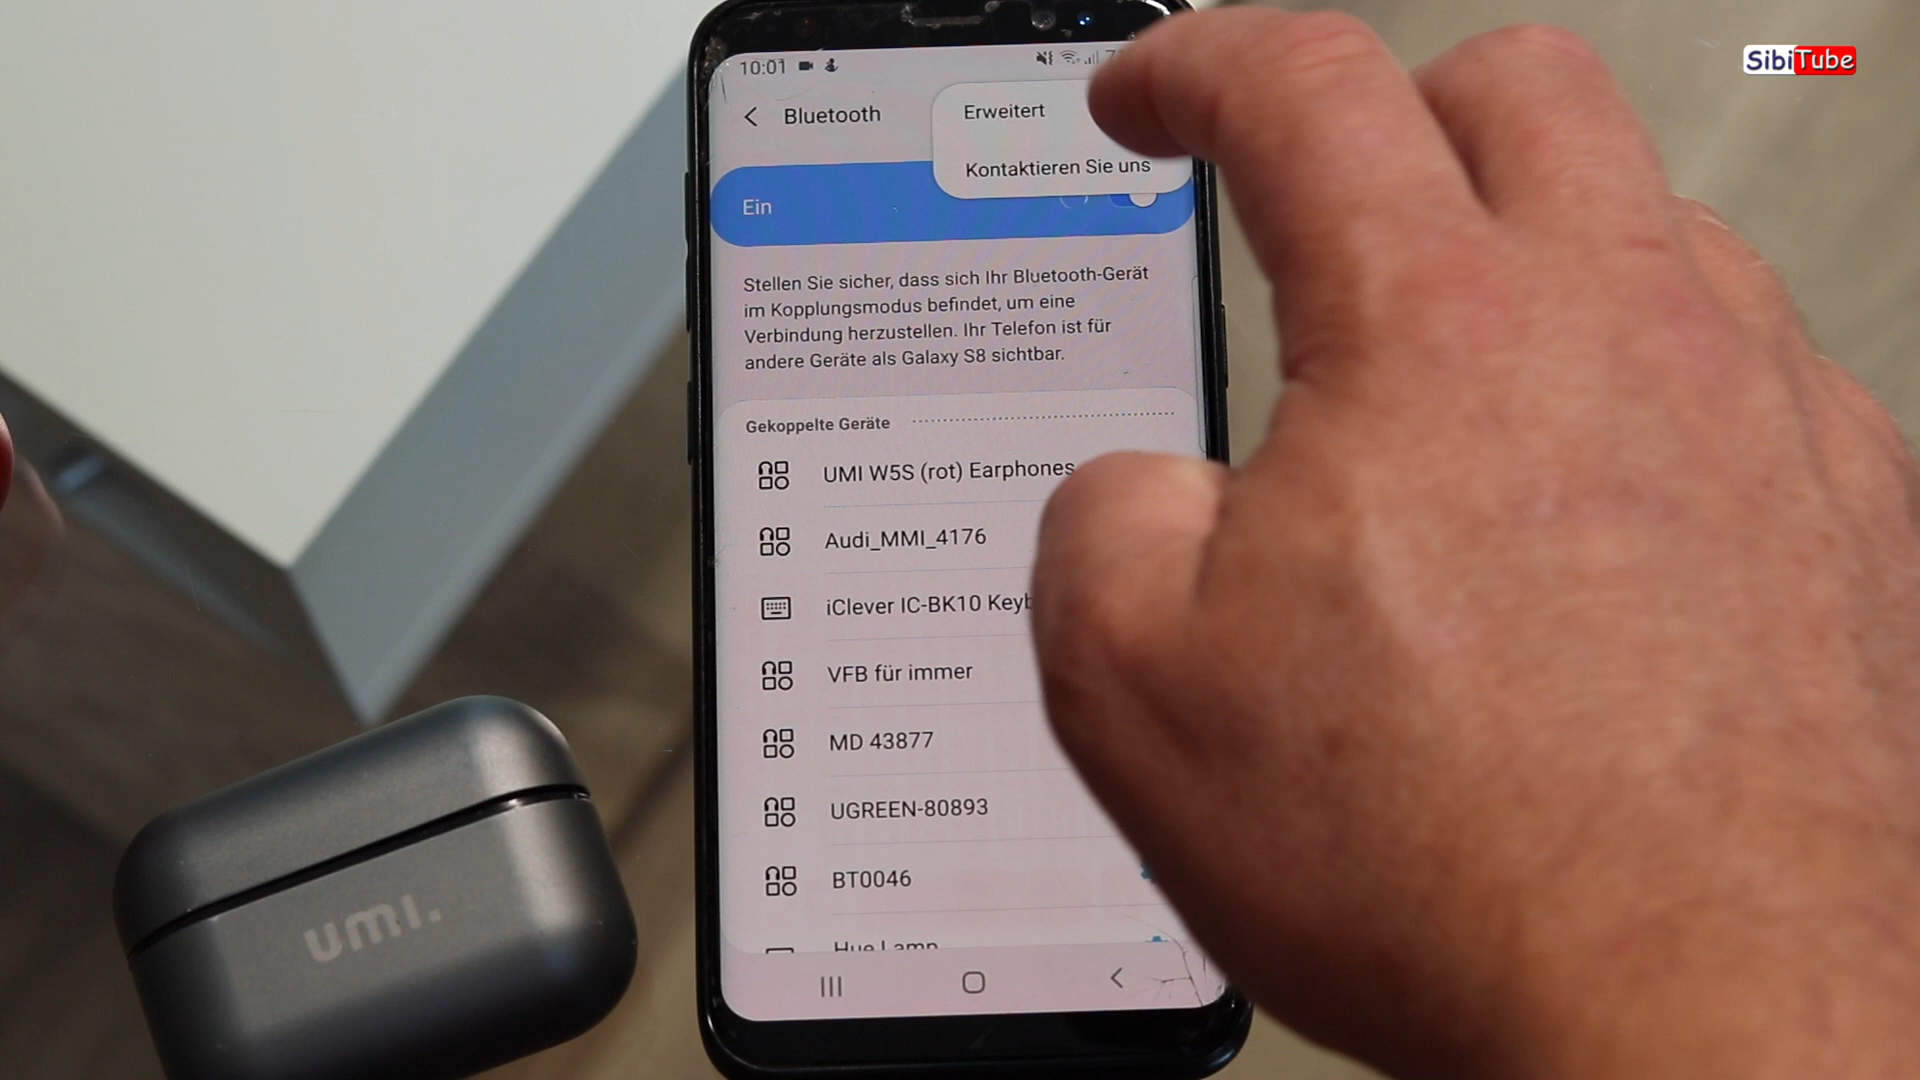 SibiTube
10:01
Bluetooth
Erweitert
Kontaktieren Sie uns
Ein
Stellen Sie sicher, dass sich Ihr Bluetooth-Gerät
im Kopplungsmodus befindet, um eine
Verbindung herzustellen. Ihr Telefon ist für
andere Geräte als Galaxy S8 sichtbar.
Gekoppelte Geräte
UMI W5S (rot) Earphones
Audi_MMI_4176
iClever IC-BK10
VFB für immer
MD 43877
UGREEN-80893
BT0046
Hue Lamp
umi.